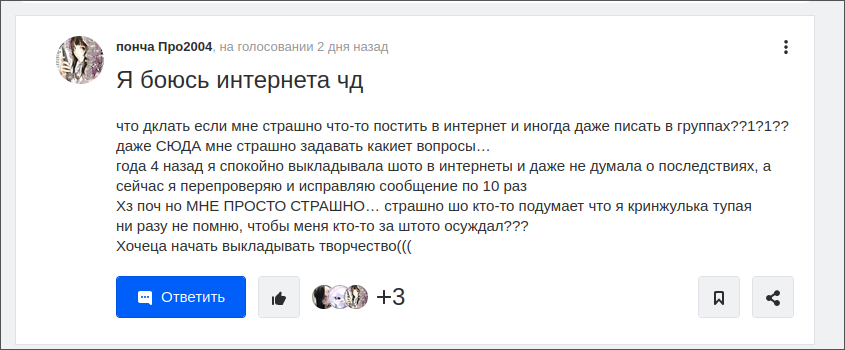 понча Про2004, на голосовании 2 дня назад
Я боюсь интернета чд
что дклать если мне страшно что-то постить в интернет и иногда даже писать в группах??1?1??
даже СЮДА мне страшно задавать какиет вопросы…
года 4 назад я спокойно выкладывала шото в интернеты и даже не думала о последствиях, а
сейчас я перепроверяю и исправляю сообщение по 10 раз
Хз поч но МНЕ ПРОСТО СТРАШНО… страшно шо кто-то подумает что я кринжулька тупая
ни разу не помню, чтобы меня кто-то за штото осуждал???
Хочеца начать выкладывать творчество(((
Ответить
+3